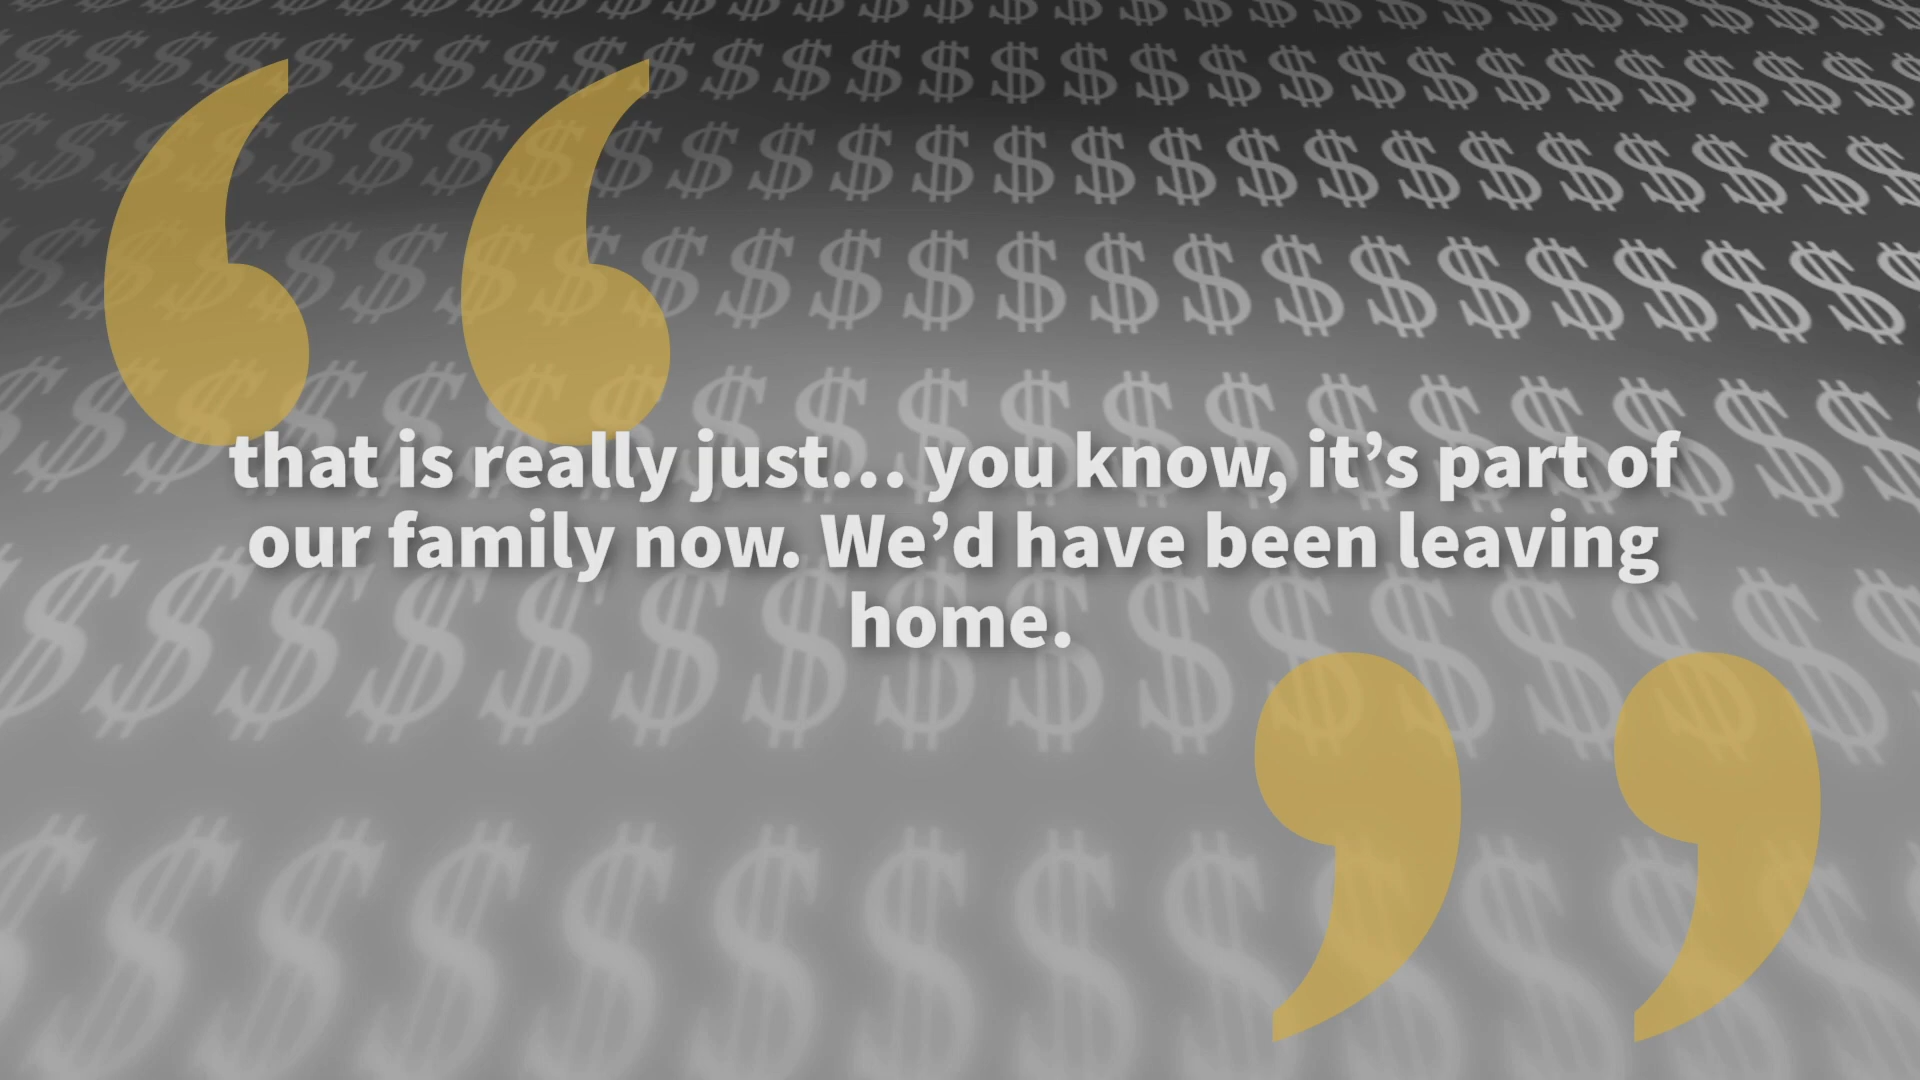 that is really just... you know, it’s part of
our family now. We’d have been leaving
home.